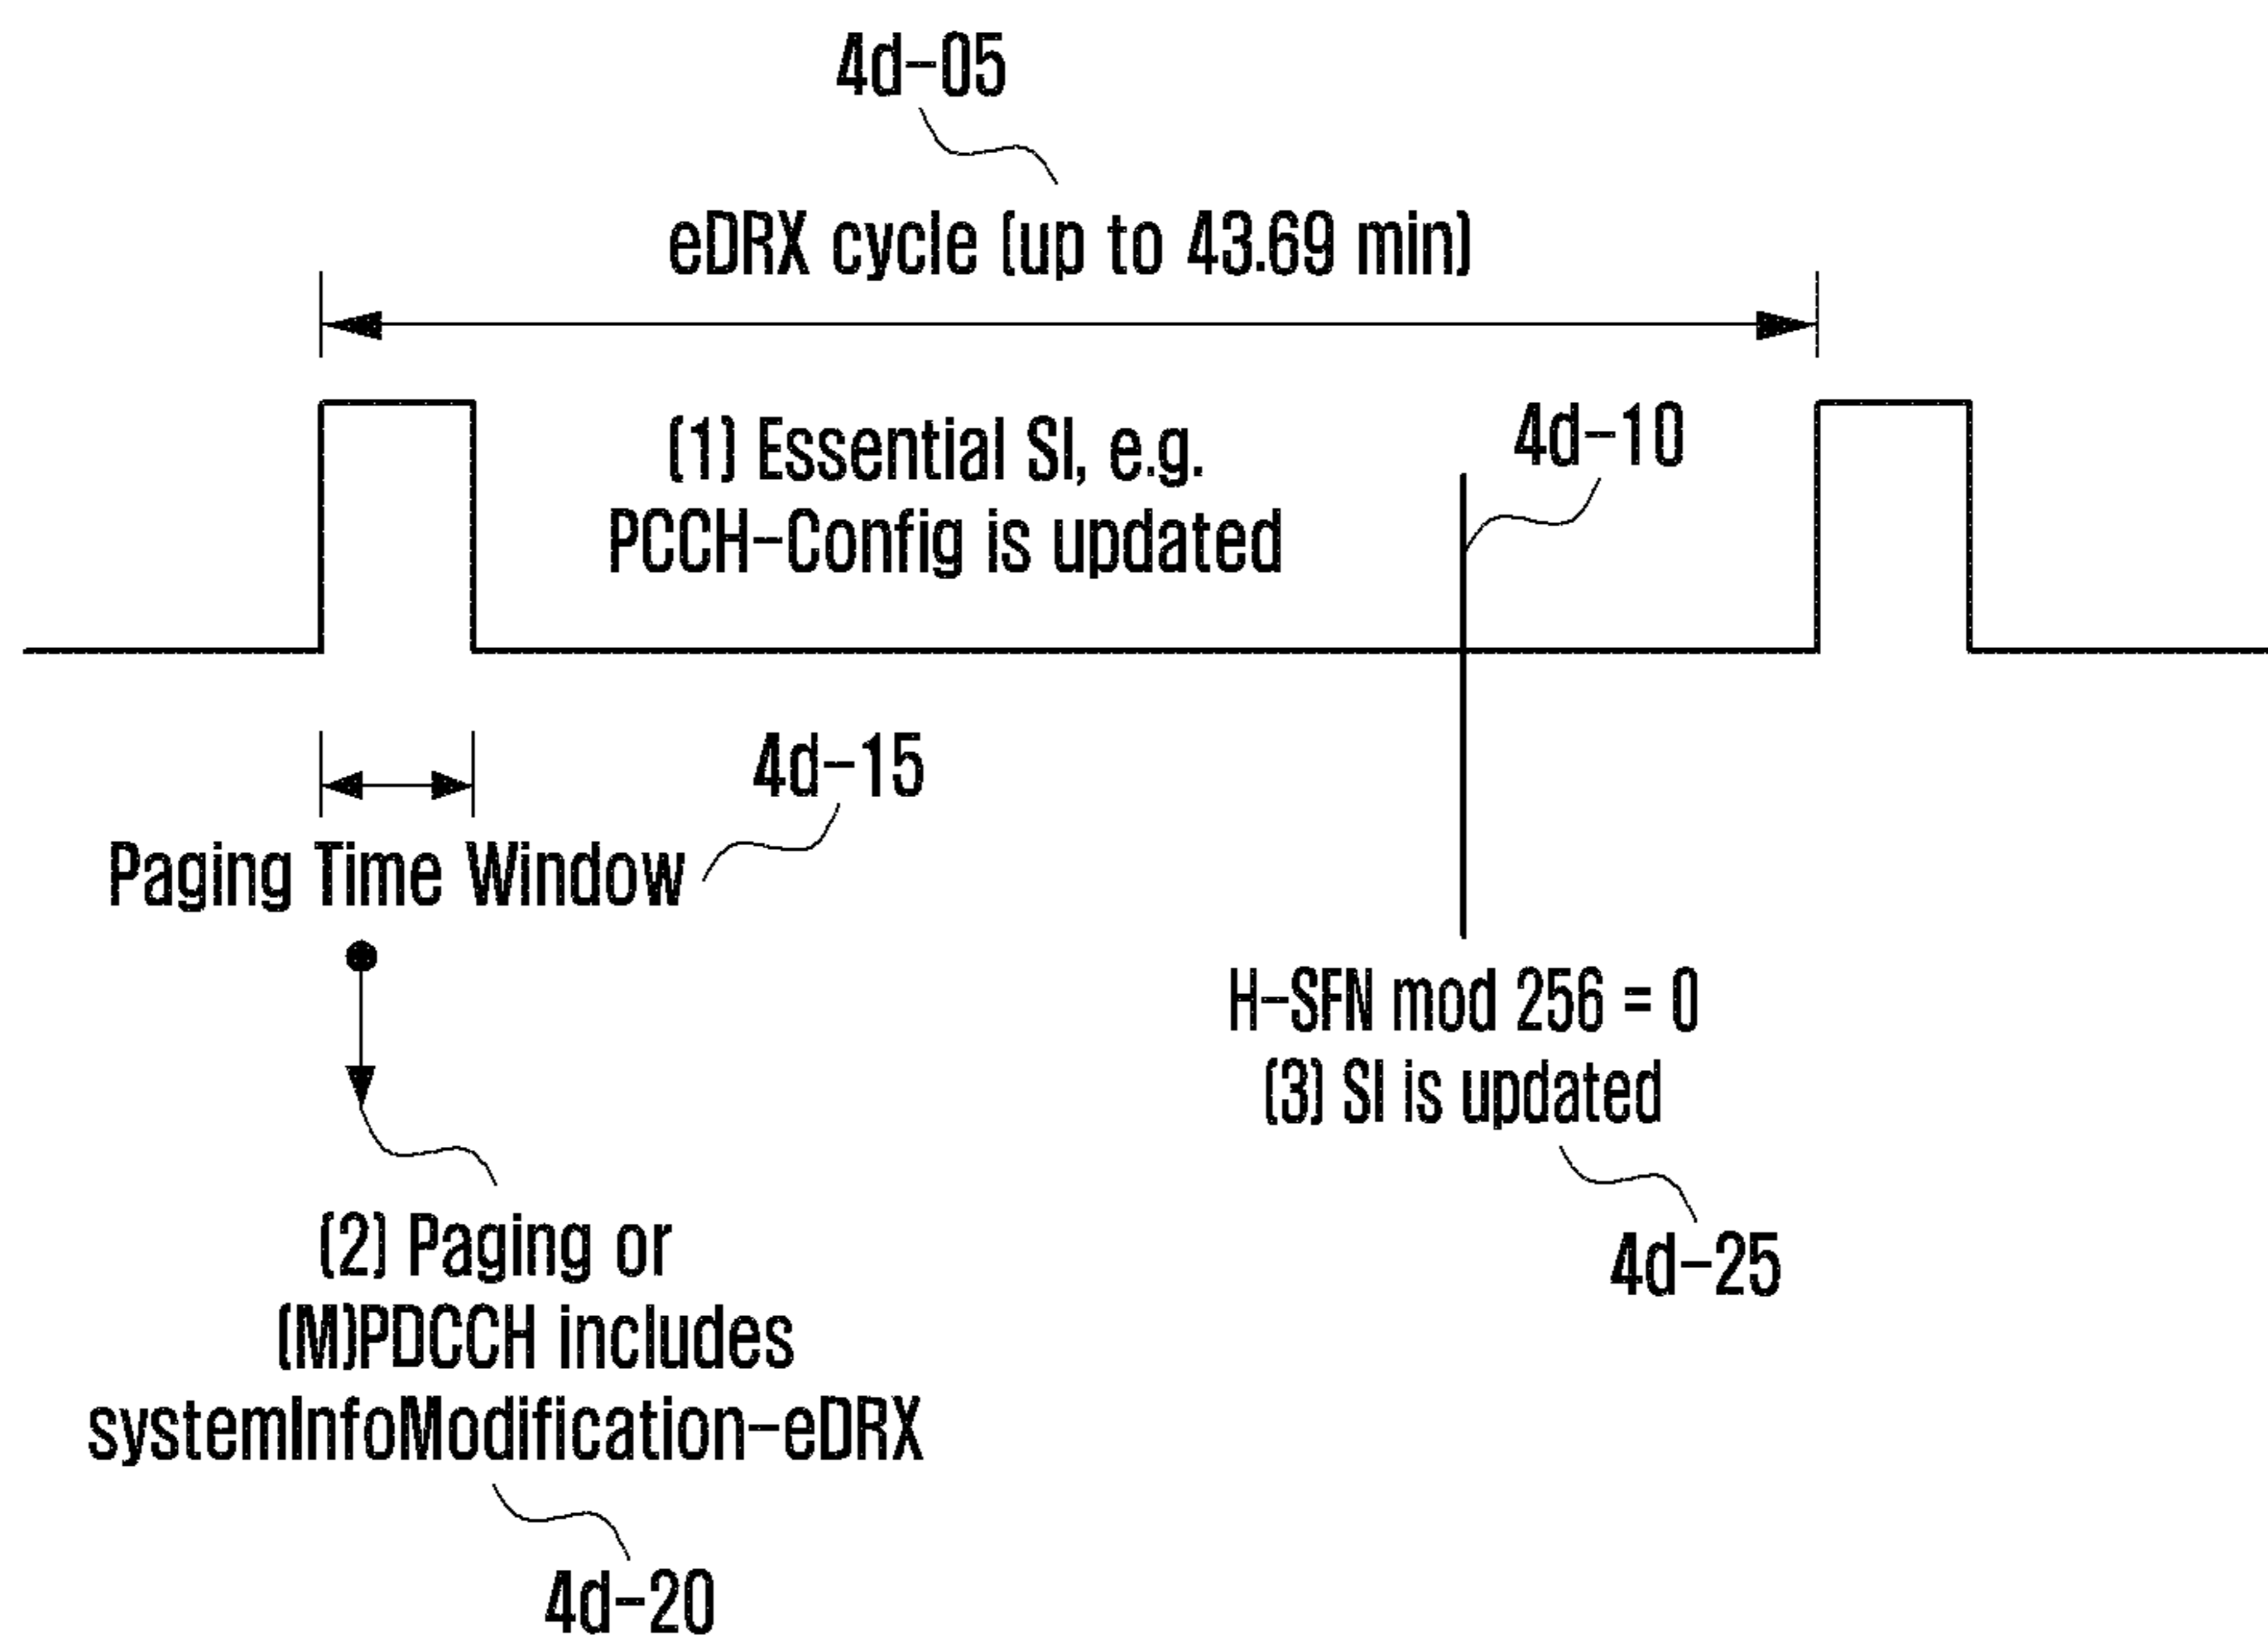 4d-05
eDRX cycle (up to 43.69 min)
(1) Essential SI, e.g.
PCCH-Config is updated
4d-10
4d-15
Paging Time Window
H-SFN mod 256 = 0
(3) SI is updated
4d-25
(2) Paging or
(M)PDCCH includes
systemInfoModification-eDRX
4d-20